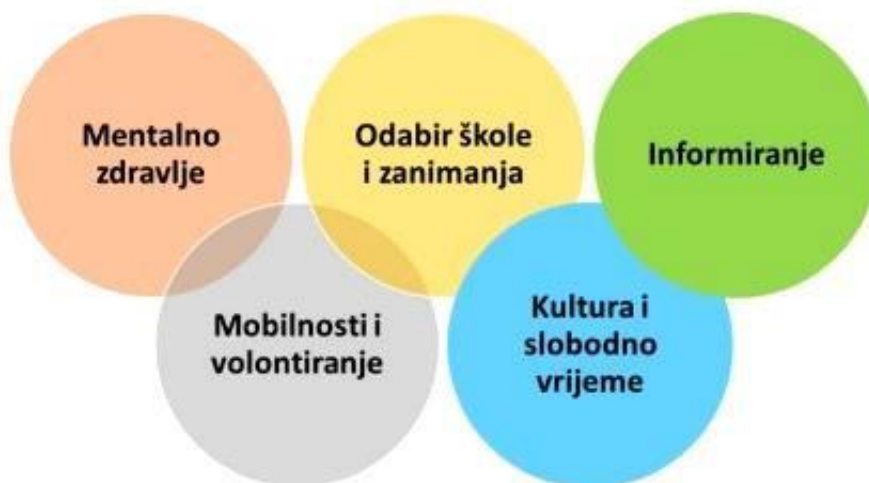 Mentalno
zdravlje
Odabir škole
i zanimanja
Informiranje
Mobilnosti i
volontiranje
Kultura i
slobodno
vrijeme